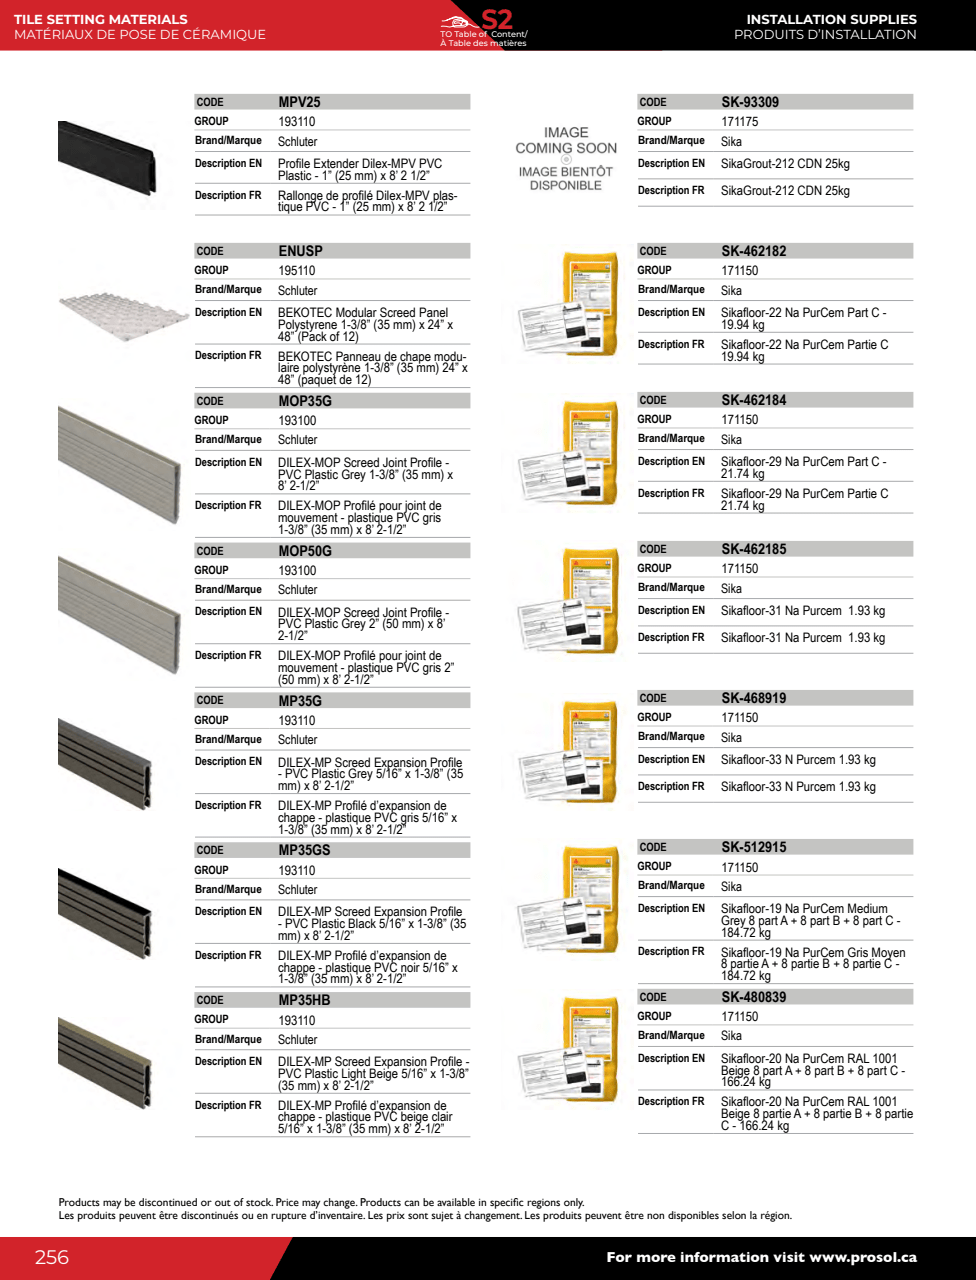 TILE SETTING MATERIALS
MATÉRIAUX DE POSE DE CÉRAMIQUE
S2
TO Table of Content/
À Table des matières
INSTALLATION SUPPLIES
PRODUITS D'INSTALLATION
CODE MPV25
GROUP 193110
Brand/Marque Schluter
Description EN Profile Extender Dilex-MPV PVC
Plastic - 1” (25 mm) x 8’ 2 1/2”
Description FR Rallonge de profilé Dilex-MPV plas-
tique PVC - 1” (25 mm) x 8’ 2 1/2”
CODE ENUSP
GROUP 195110
Brand/Marque Schluter
Description EN BEKOTEC Modular Screed Panel
Polystyrene 1-3/8” (35 mm) x 24” x
48” (Pack of 12)
Description FR BEKOTEC Panneau de chape modu-
laire polystyrène 1-3/8” (35 mm) 24” x
48” (paquet de 12)
CODE MOP35G
GROUP 193100
Brand/Marque Schluter
Description EN DILEX-MOP Screed Joint Profile -
PVC Plastic Grey 1-3/8” (35 mm) x
8’ 2-1/2”
Description FR DILEX-MOP Profilé pour joint de
mouvement - plastique PVC gris
1-3/8” (35 mm) x 8’ 2-1/2”
CODE MOP50G
GROUP 193100
Brand/Marque Schluter
Description EN DILEX-MOP Screed Joint Profile -
PVC Plastic Grey 2” (50 mm) x 8’
2-1/2”
Description FR DILEX-MOP Profilé pour joint de
mouvement - plastique PVC gris 2”
(50 mm) x 8’ 2-1/2”
CODE MP35G
GROUP 193110
Brand/Marque Schluter
Description EN DILEX-MP Screed Expansion Profile
- PVC Plastic Grey 5/16” x 1-3/8” (35
mm) x 8’ 2-1/2”
Description FR DILEX-MP Profilé d’expansion de
chappe - plastique PVC gris 5/16” x
1-3/8” (35 mm) x 8’ 2-1/2”
CODE MP35GS
GROUP 193110
Brand/Marque Schluter
Description EN DILEX-MP Screed Expansion Profile
- PVC Plastic Black 5/16” x 1-3/8” (35
mm) x 8’ 2-1/2”
Description FR DILEX-MP Profilé d’expansion de
chappe - plastique PVC noir 5/16” x
1-3/8” (35 mm) x 8’ 2-1/2”
CODE MP35HB
GROUP 193110
Brand/Marque Schluter
Description EN DILEX-MP Screed Expansion Profile -
PVC Plastic Light Beige 5/16” x 1-3/8”
(35 mm) x 8’ 2-1/2”
Description FR DILEX-MP Profilé d’expansion de
chappe - plastique PVC beige clair
5/16” x 1-3/8” (35 mm) x 8’ 2-1/2”
IMAGE
COMING SOON
IMAGE BIENTÔT
DISPONIBLE
CODE SK-93309
GROUP 171175
Brand/Marque Sika
Description EN SikaGrout-212 CDN 25kg
Description FR SikaGrout-212 CDN 25kg
CODE SK-462182
GROUP 171150
Brand/Marque Sika
Description EN Sikafloor-22 Na PurCem Part C -
19.94 kg
Description FR Sikafloor-22 Na PurCem Partie C
19.94 kg
CODE SK-462184
GROUP 171150
Brand/Marque Sika
Description EN Sikafloor-29 Na PurCem Part C -
21.74 kg
Description FR Sikafloor-29 Na PurCem Partie C
21.74 kg
CODE SK-462185
GROUP 171150
Brand/Marque Sika
Description EN Sikafloor-31 Na Purcem 1.93 kg
Description FR Sikafloor-31 Na Purcem 1.93 kg
CODE SK-468919
GROUP 171150
Brand/Marque Sika
Description EN Sikafloor-33 N Purcem 1.93 kg
Description FR Sikafloor-33 N Purcem 1.93 kg
CODE SK-512915
GROUP 171150
Brand/Marque Sika
Description EN Sikafloor-19 Na PurCem Medium
Grey 8 part A + 8 part B + 8 part C -
184.72 kg
Description FR Sikafloor-19 Na PurCem Gris Moyen
8 partie A + 8 partie B + 8 partie C -
184.72 kg
CODE SK-480839
GROUP 171150
Brand/Marque Sika
Description EN Sikafloor-20 Na PurCem RAL 1001
Beige 8 part A + 8 part B + 8 part C -
166.24 kg
Description FR Sikafloor-20 Na PurCem RAL 1001
Beige 8 partie A + 8 partie B + 8 partie
C - 166.24 kg
Products may be discontinued or out of stock. Price may change. Products can be available in specific regions only.
Les produits peuvent être discontinués ou en rupture d’inventaire. Les prix sont sujet à changement. Les produits peuvent être non disponibles selon la région.
256
For more information visit www.prosol.ca